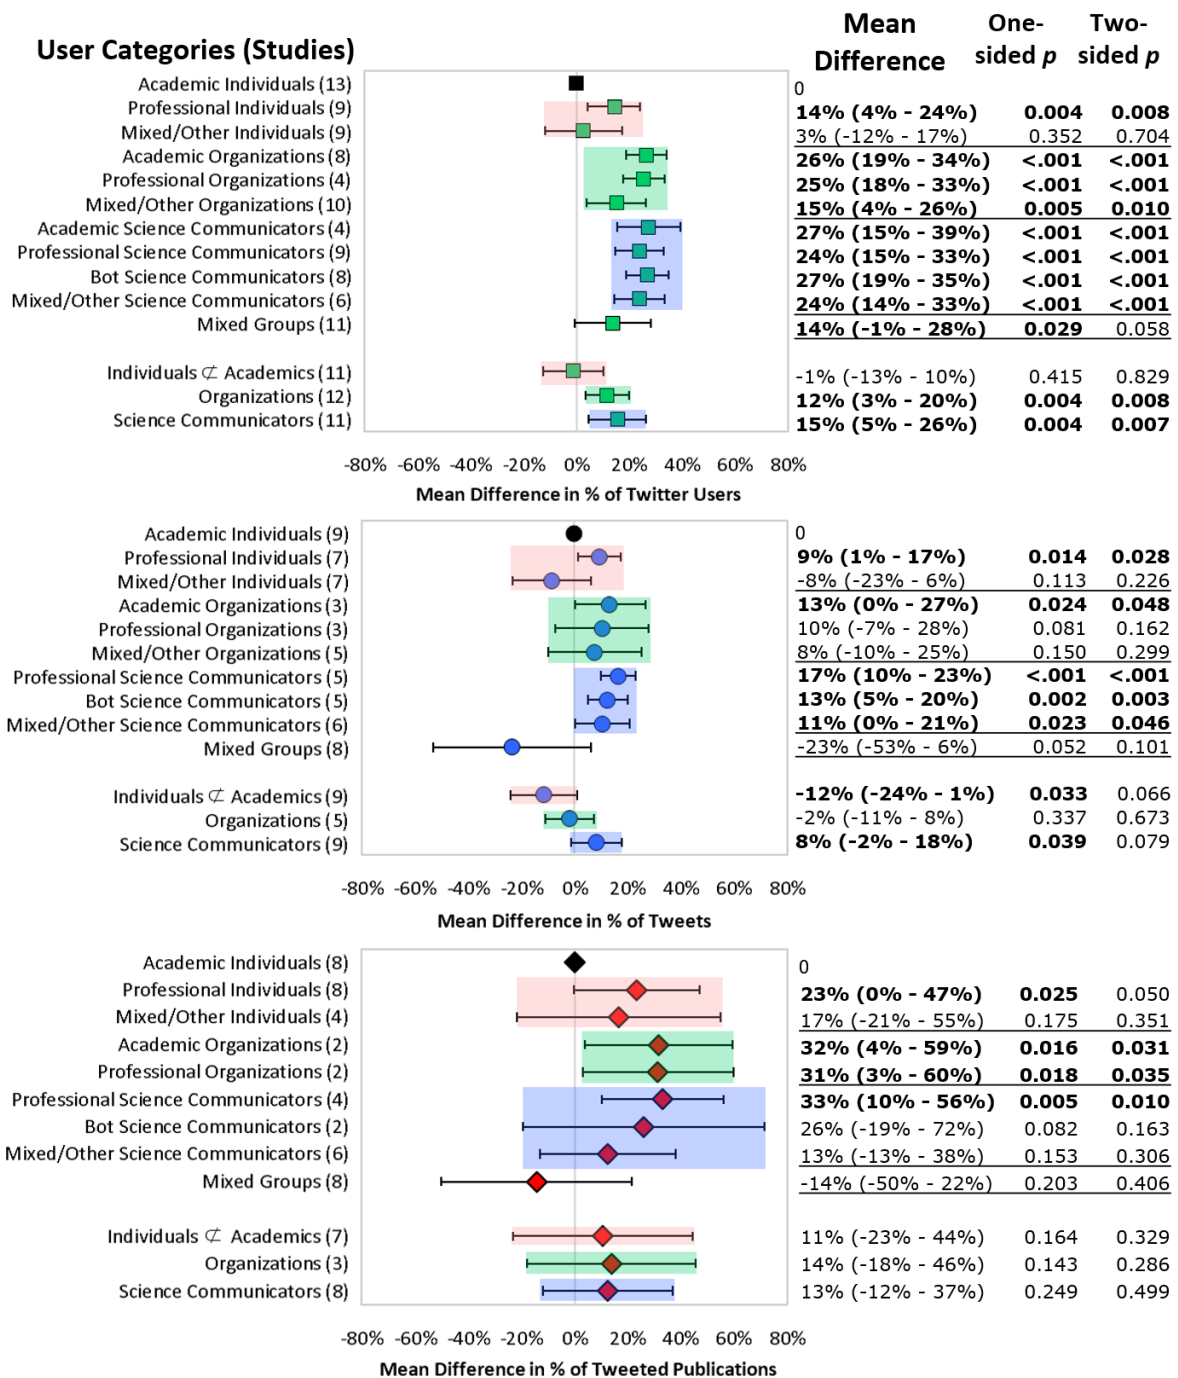 User Categories (Studies)
Mean Difference
One-sided p
Two-sided p
Academic Individuals (13) 0
Professional Individuals (9) 14% (4% - 24%) 0.004 0.008
Mixed/Other Individuals (9) 3% (-12% - 17%) 0.352 0.704
Academic Organizations (8) 26% (19% - 34%) <.001 <.001
Professional Organizations (4) 25% (18% - 33%) <.001 <.001
Mixed/Other Organizations (10) 15% (4% - 26%) 0.005 0.010
Academic Science Communicators (4) 27% (15% - 39%) <.001 <.001
Professional Science Communicators (9) 24% (15% - 33%) <.001 <.001
Bot Science Communicators (8) 27% (19% - 35%) <.001 <.001
Mixed/Other Science Communicators (6) 24% (14% - 33%) <.001 <.001
Mixed Groups (11) 14% (-1% - 28%) 0.029 0.058
Individuals ⊄ Academics (11) -1% (-13% - 10%) 0.415 0.829
Organizations (12) 12% (3% - 20%) 0.004 0.008
Science Communicators (11) 15% (5% - 26%) 0.004 0.007
-80% -60% -40% -20% 0% 20% 40% 60% 80%
Mean Difference in % of Twitter Users
Academic Individuals (9) 0
Professional Individuals (7) 9% (1% - 17%) 0.014 0.028
Mixed/Other Individuals (7) -8% (-23% - 6%) 0.113 0.226
Academic Organizations (3) 13% (0% - 27%) 0.024 0.048
Professional Organizations (3) 10% (-7% - 28%) 0.081 0.162
Mixed/Other Organizations (5) 8% (-10% - 25%) 0.150 0.299
Professional Science Communicators (5) 17% (10% - 23%) <.001 <.001
Bot Science Communicators (5) 13% (5% - 20%) 0.002 0.003
Mixed/Other Science Communicators (6) 11% (0% - 21%) 0.023 0.046
Mixed Groups (8) -23% (-53% - 6%) 0.052 0.101
Individuals ⊄ Academics (9) -12% (-24% - 1%) 0.033 0.066
Organizations (5) -2% (-11% - 8%) 0.337 0.673
Science Communicators (9) 8% (-2% - 18%) 0.039 0.079
-80% -60% -40% -20% 0% 20% 40% 60% 80%
Mean Difference in % of Tweets
Academic Individuals (8) 0
Professional Individuals (8) 23% (0% - 47%) 0.025 0.050
Mixed/Other Individuals (4) 17% (-21% - 55%) 0.175 0.351
Academic Organizations (2) 32% (4% - 59%) 0.016 0.031
Professional Organizations (2) 31% (3% - 60%) 0.018 0.035
Professional Science Communicators (4) 33% (10% - 56%) 0.005 0.010
Bot Science Communicators (2) 26% (-19% - 72%) 0.082 0.163
Mixed/Other Science Communicators (6) 13% (-13% - 38%) 0.153 0.306
Mixed Groups (8) -14% (-50% - 22%) 0.203 0.406
Individuals ⊄ Academics (7) 11% (-23% - 44%) 0.164 0.329
Organizations (3) 14% (-18% - 46%) 0.143 0.286
Science Communicators (8) 13% (-12% - 37%) 0.249 0.499
-80% -60% -40% -20% 0% 20% 40% 60% 80%
Mean Difference in % of Tweeted Publications